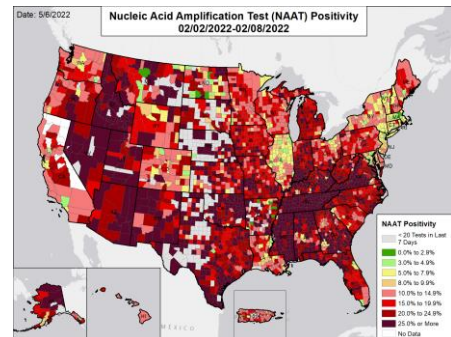 Date: 5/6/2022
Nucleic Acid Amplification Test (NAAT) Positivity
02/02/2022-02/08/2022
NAAT Positivity
< 20 Tests in Last
7 Days
0.0% to 2.9%
3.0% to 4.9%
5.0% to 7.9%
8.0% to 9.9%
10.0% to 14.9%
15.0% to 19.9%
20.0% to 24.9%
25.0% or More
No Data
MEXICO